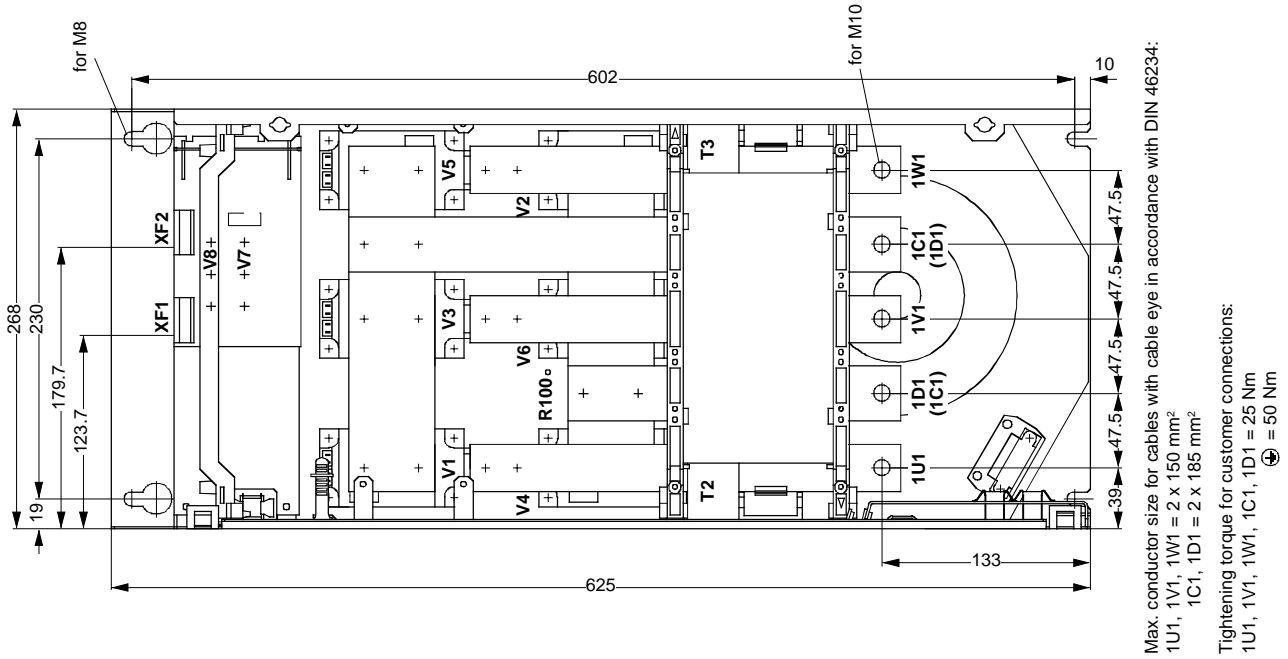 for M8
for M10
602
10
268
230
179.7
123.7
19
XF2
XF1
V8
V7
V5
V2
V3
V6
R100
V1
V4
T3
T2
1W1
1C1
(1D1)
1V1
1D1
(1C1)
1U1
47.5
47.5
47.5
47.5
39
133
625
Max. conductor size for cables with cable eye in accordance with DIN 46234:
1U1, 1V1, 1W1 = 2 x 150 mm²
1C1, 1D1 = 2 x 185 mm²
Tightening torque for customer connections:
1U1, 1V1, 1W1, 1C1, 1D1 = 25 Nm
= 50 Nm